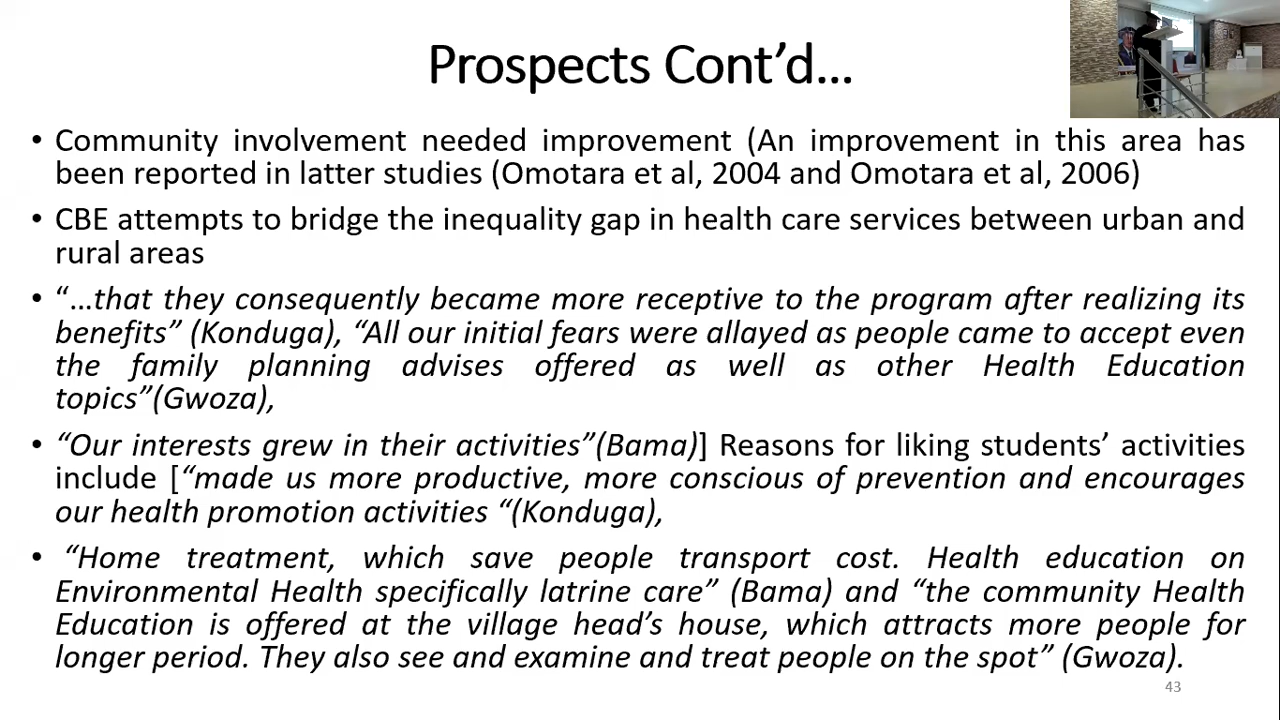 Prospects Cont’d...
• Community involvement needed improvement (An improvement in this area has
been reported in latter studies (Omotara et al, 2004 and Omotara et al, 2006)
• CBE attempts to bridge the inequality gap in health care services between urban and
rural areas
• “…that they consequently became more receptive to the program after realizing its
benefits” (Konduga), “All our initial fears were allayed as people came to accept even
the family planning advises offered as well as other Health Education
topics”(Gwoza),
• “Our interests grew in their activities”(Bama)] Reasons for liking students’ activities
include [“made us more productive, more conscious of prevention and encourages
our health promotion activities “(Konduga),
• “Home treatment, which save people transport cost. Health education on
Environmental Health specifically latrine care” (Bama) and “the community Health
Education is offered at the village head’s house, which attracts more people for
longer period. They also see and examine and treat people on the spot” (Gwoza).
43